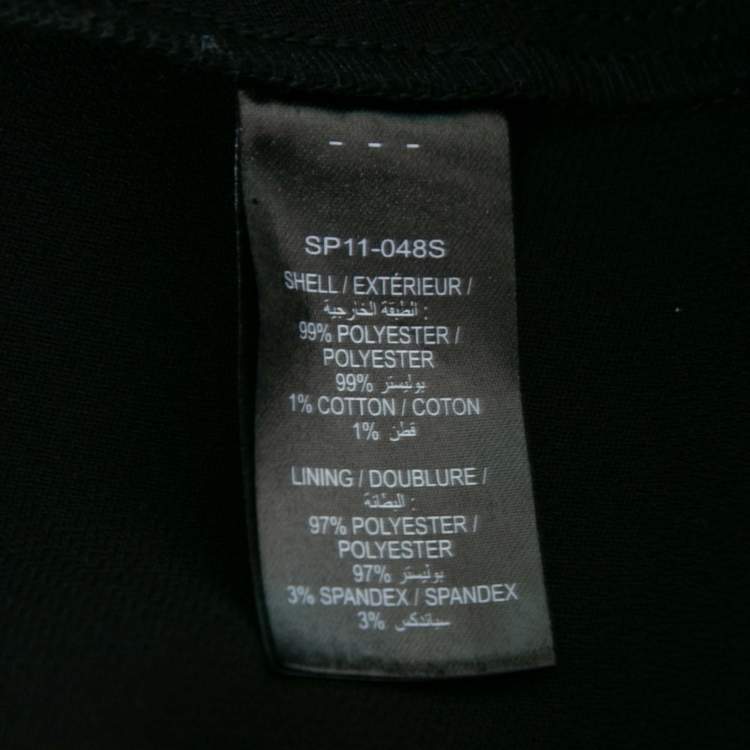 - - -
SP11-048S
SHELL / EXTÉRIEUR /
الطبقة الخارجية :
99% POLYESTER /
POLYESTER
بوليستر 99%
1% COTTON / COTON
قطن 1%
LINING / DOUBLURE /
البطانة :
97% POLYESTER /
POLYESTER
بوليستر 97%
3% SPANDEX / SPANDEX
سباندكس 3%